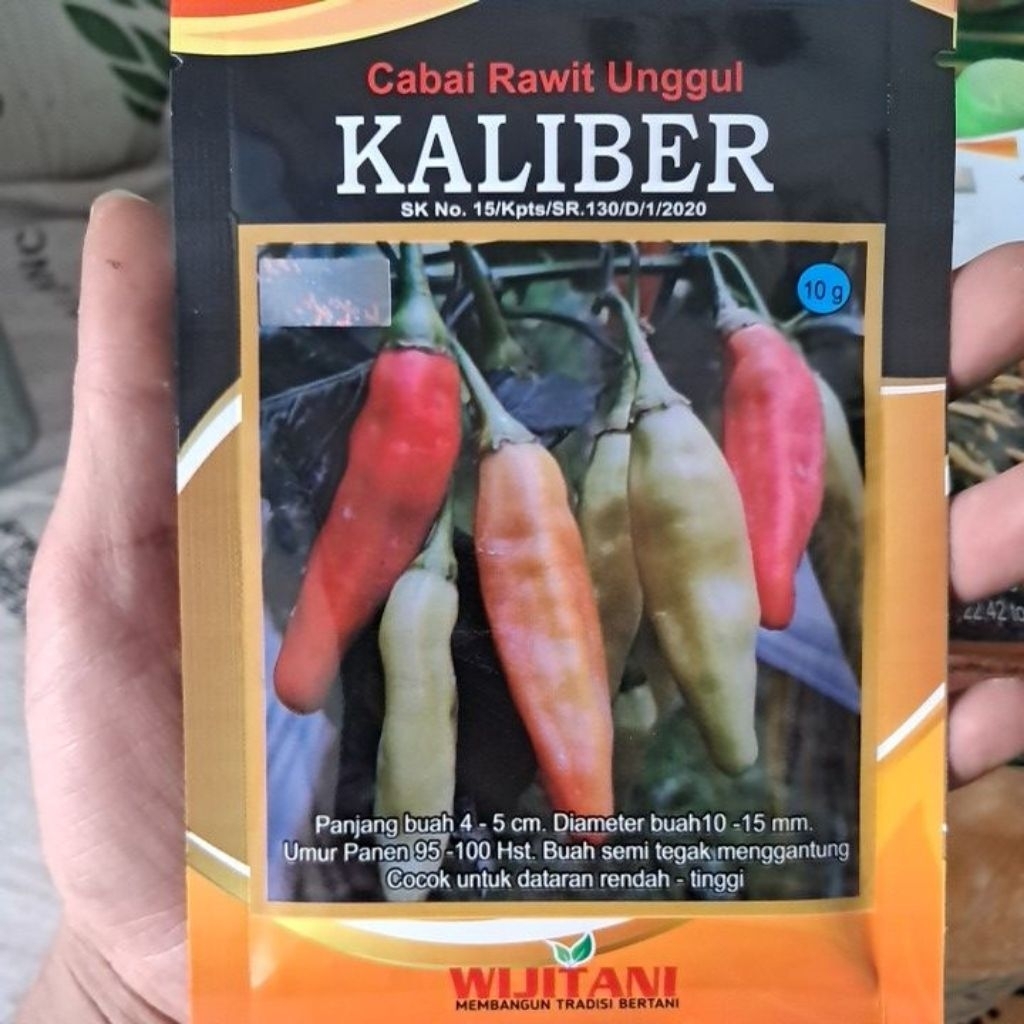 Cabai Rawit Unggul
KALIBER
SK No. 15/Kpts/SR.130/D/1/2020
10 g
Panjang buah 4 - 5 cm. Diameter buah10 -15 mm.
Umur Panen 95 -100 Hst. Buah semi tegak menggantung
Cocok untuk dataran rendah - tinggi
WIJITANI
MEMBANGUN TRADISI BERTANI